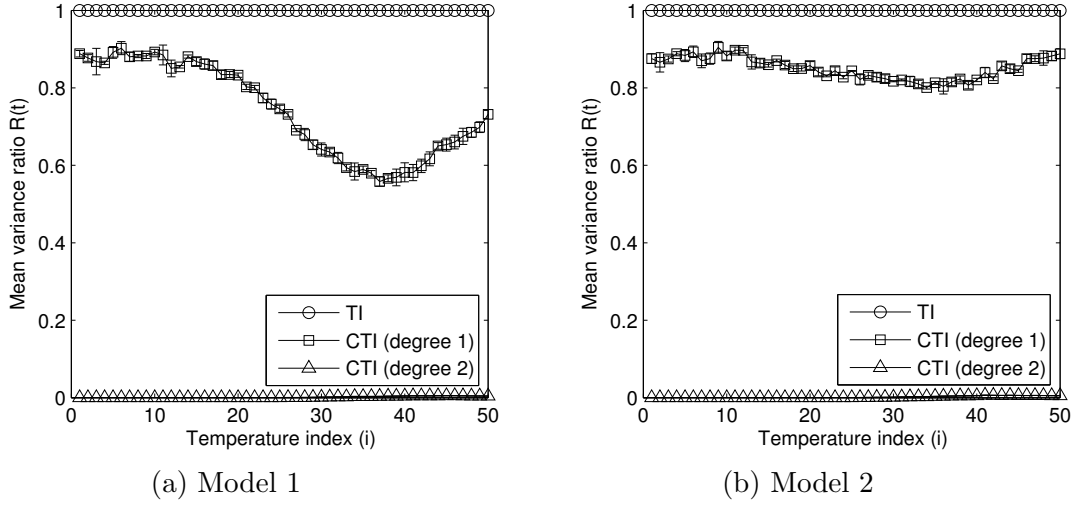 Mean variance ratio R(t)
1
0.8
0.6
0.4
0.2
0
0
10
20
30
40
50
TI
CTI (degree 1)
CTI (degree 2)
Temperature index (i)
(a) Model 1
Mean variance ratio R(t)
1
0.8
0.6
0.4
0.2
0
0
10
20
30
40
50
TI
CTI (degree 1)
CTI (degree 2)
Temperature index (i)
(b) Model 2